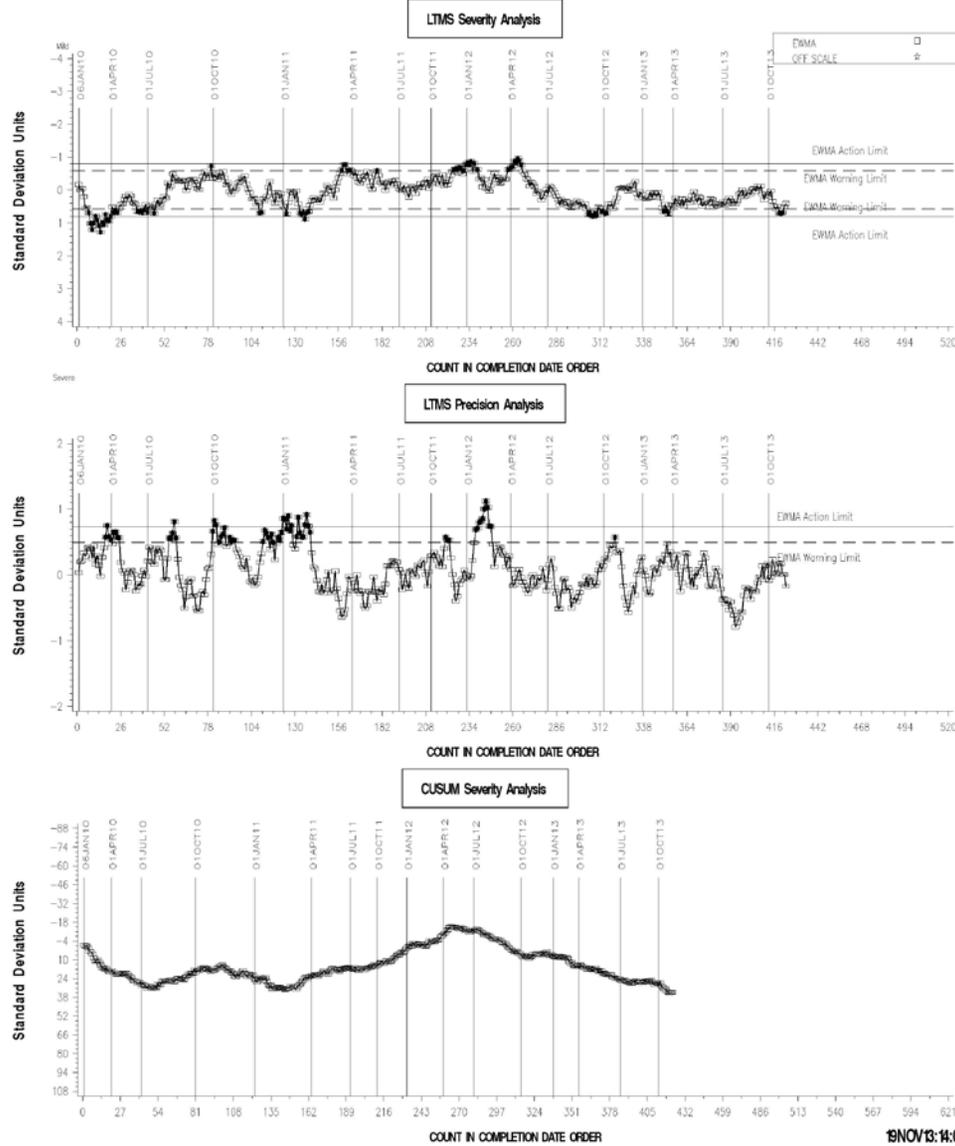 LTMS Severity Analysis
EWMA
OFF SCALE
Mild
-4 -3 -2 -1 0 1 2 3 4
Standard Deviation Units
06JAN10 01APR10 01JUL10 01OCT10 01JAN11 01APR11 01JUL11 01OCT11 01JAN12 01APR12 01JUL12 01OCT12 01JAN13 01APR13 01JUL13 01OCT13
EWMA Action Limit
EWMA Warning Limit
EWMA Warning Limit
EWMA Action Limit
0 26 52 78 104 130 156 182 208 234 260 286 312 338 364 390 416 442 468 494 520
COUNT IN COMPLETION DATE ORDER
Severe
LTMS Precision Analysis
2 1 0 -1 -2
Standard Deviation Units
06JAN10 01APR10 01JUL10 01OCT10 01JAN11 01APR11 01JUL11 01OCT11 01JAN12 01APR12 01JUL12 01OCT12 01JAN13 01APR13 01JUL13 01OCT13
EWMA Action Limit
EWMA Warning Limit
0 26 52 78 104 130 156 182 208 234 260 286 312 338 364 390 416 442 468 494 520
COUNT IN COMPLETION DATE ORDER
CUSUM Severity Analysis
-88 -74 -60 -46 -32 -18 -4 10 24 38 52 66 80 94 108
Standard Deviation Units
06JAN10 01APR10 01JUL10 01OCT10 01JAN11 01APR11 01JUL11 01OCT11 01JAN12 01APR12 01JUL12 01OCT12 01JAN13 01APR13 01JUL13 01OCT13
0 27 54 81 108 135 162 189 216 243 270 297 324 351 378 405 432 459 486 513 540 567 594 621
COUNT IN COMPLETION DATE ORDER